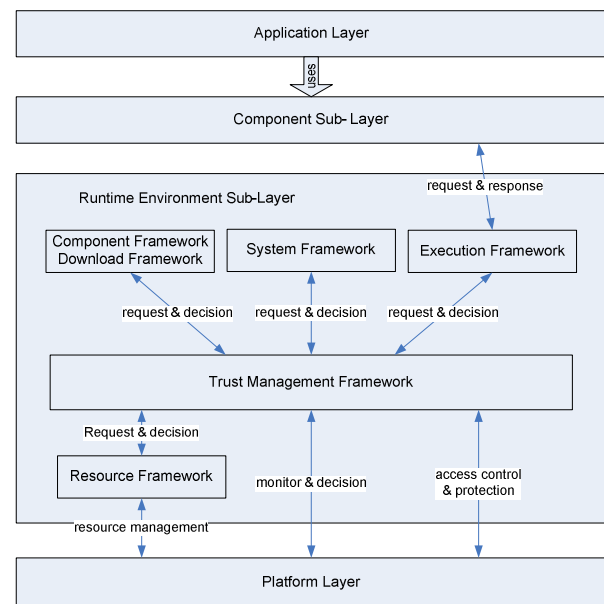 Application Layer
uses
Component Sub- Layer
request & response
Runtime Environment Sub-Layer
Component Framework
Download Framework
System Framework
Execution Framework
request & decision
request & decision
request & decision
Trust Management Framework
Request & decision
Resource Framework
monitor & decision
access control
& protection
resource management
Platform Layer